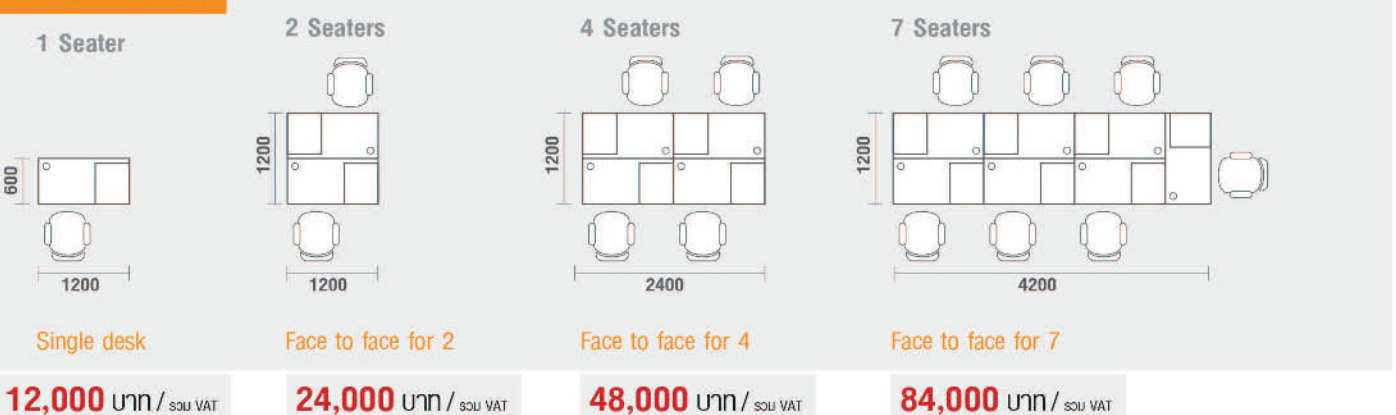 1 Seater
2 Seaters
4 Seaters
7 Seaters
600
1200
1200
1200
1200
1200
2400
4200
Single desk
Face to face for 2
Face to face for 4
Face to face for 7
12,000 บาท / รวม VAT
24,000 บาท / รวม VAT
48,000 บาท / รวม VAT
84,000 บาท / รวม VAT